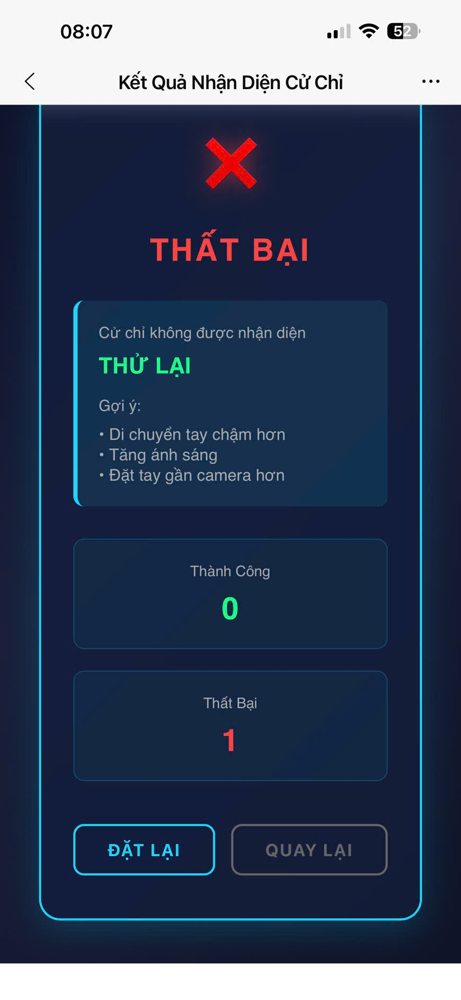 08:07
52
Kết Quả Nhận Diện Cử Chỉ
THẤT BẠI
Cử chỉ không được nhận diện
THỬ LẠI
Gợi ý:
• Di chuyển tay chậm hơn
• Tăng ánh sáng
• Đặt tay gần camera hơn
Thành Công
0
Thất Bại
1
ĐẶT LẠI
QUAY LẠI